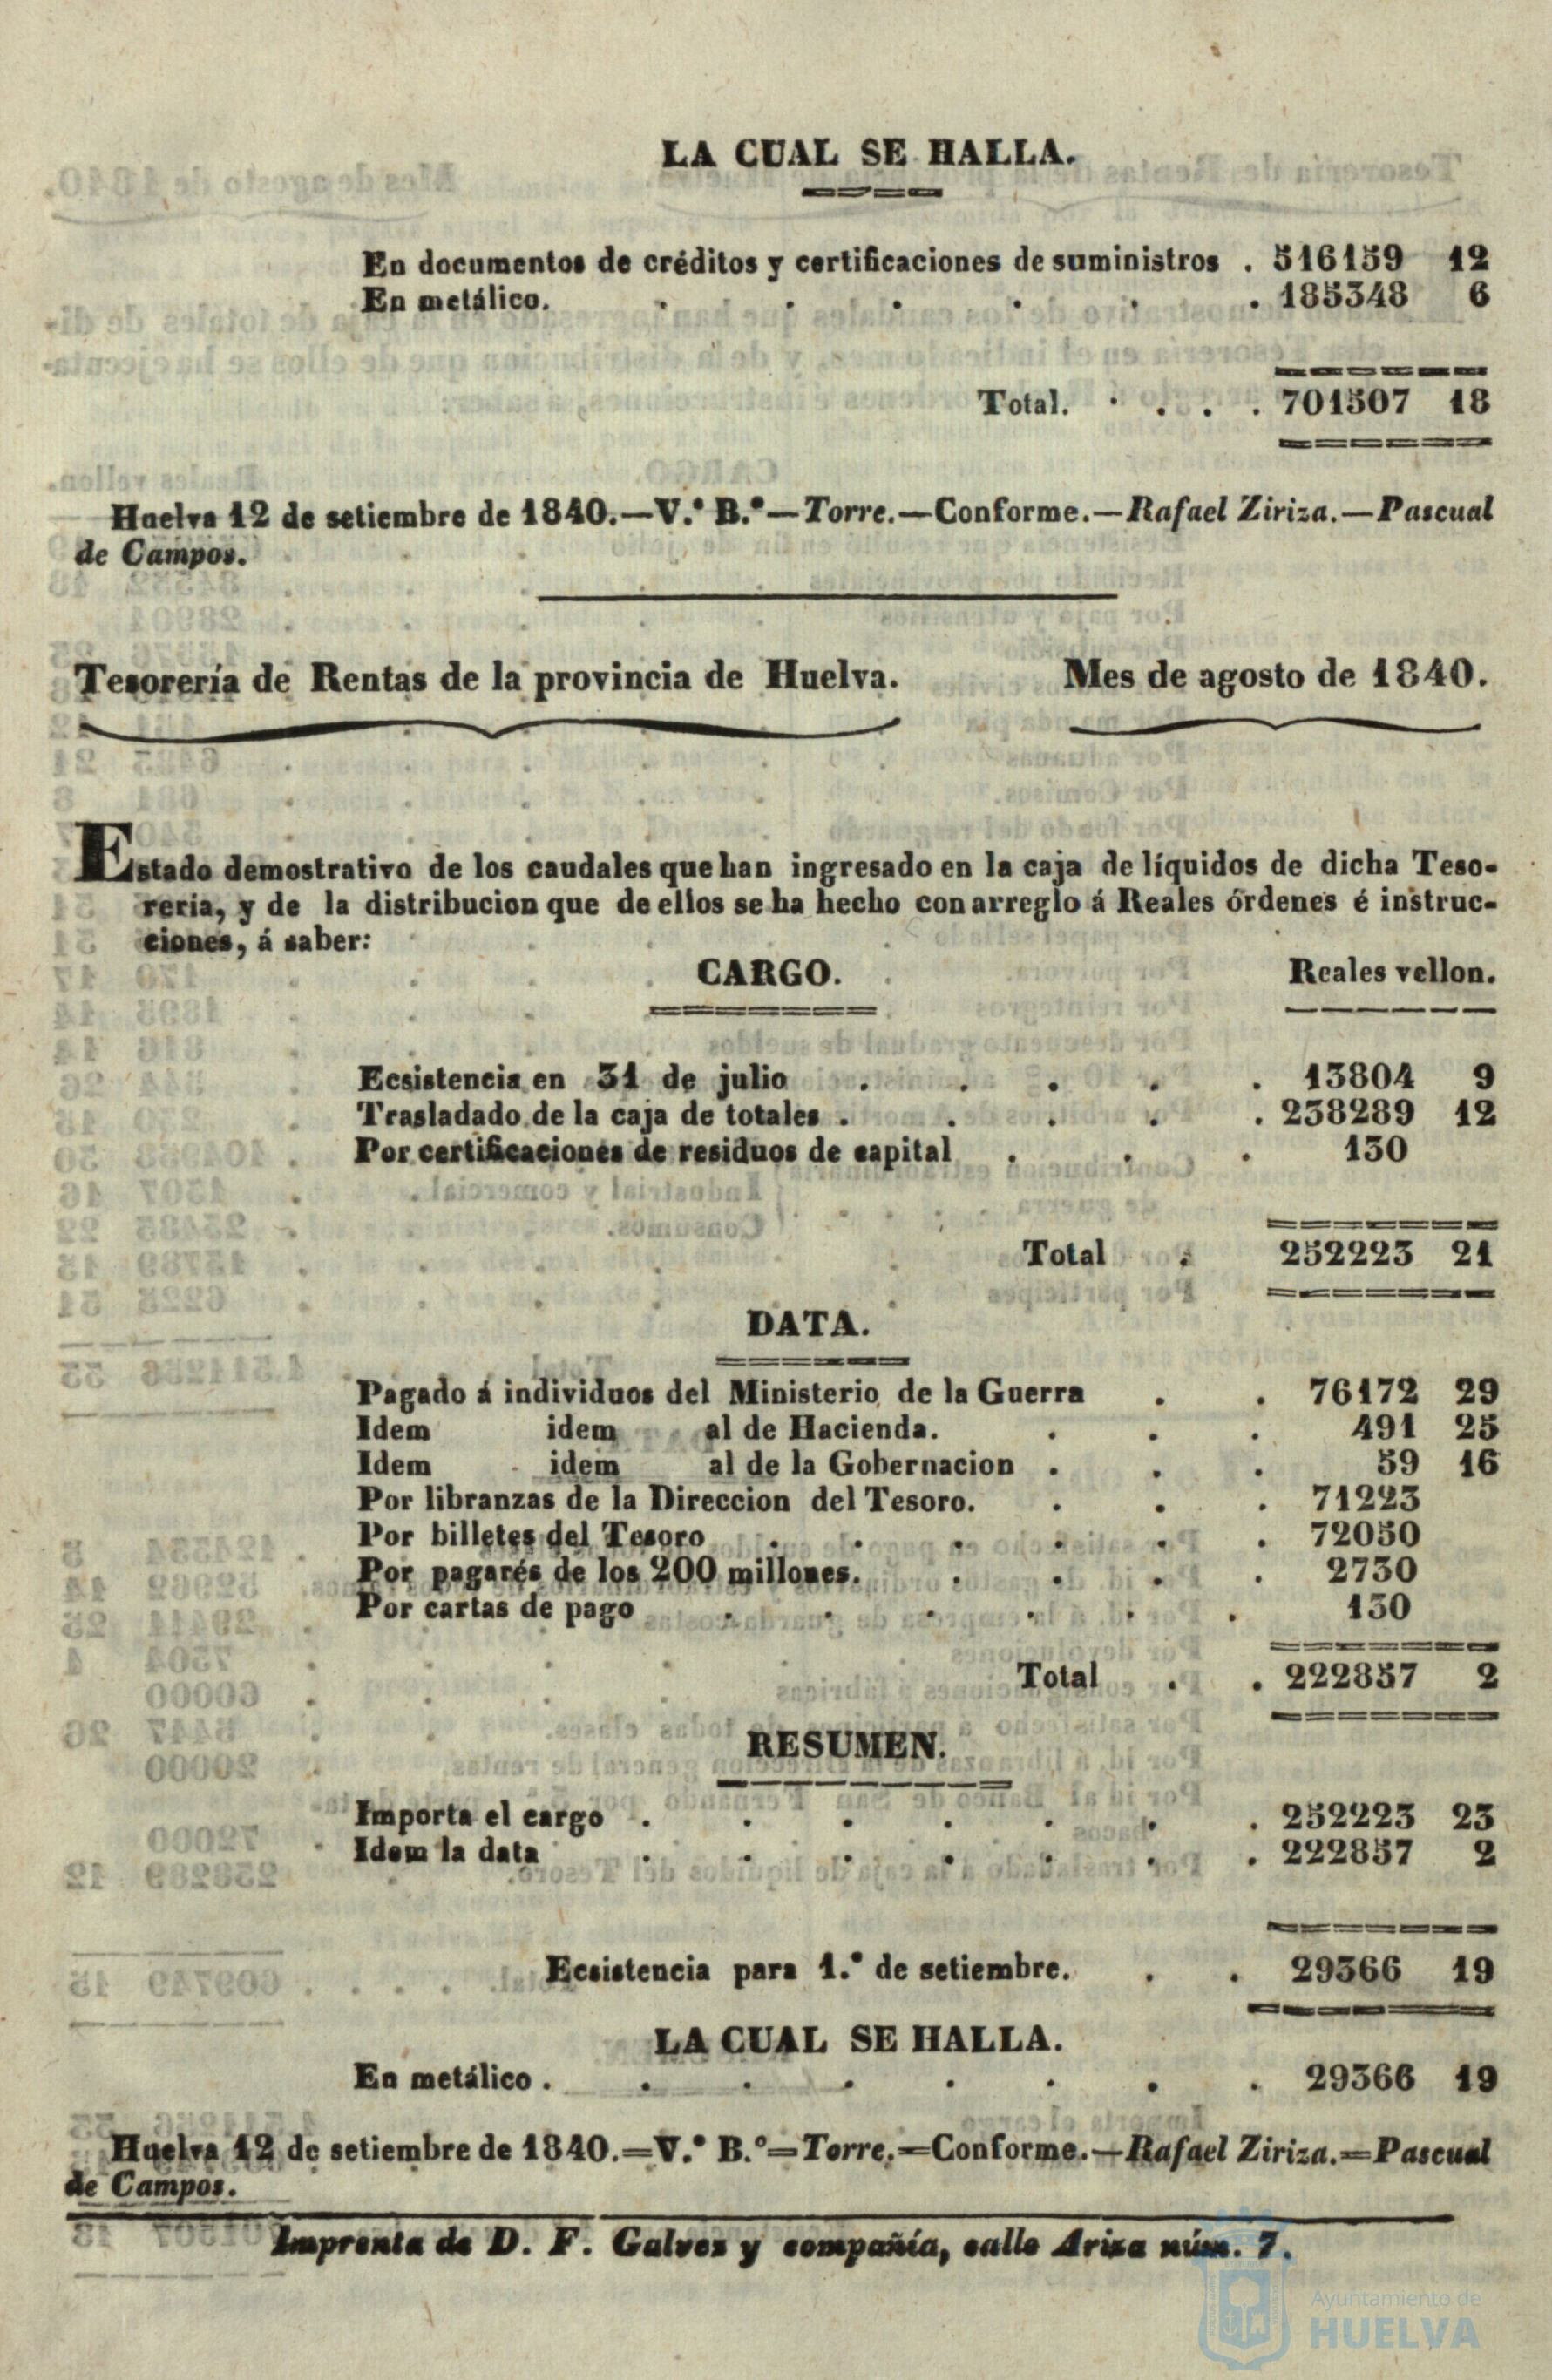 LA CUAL SE HALLA.
En documentos de créditos y certificaciones de suministros . 516159 12
En metálico. . . . . . . 185348 6
Total. . . . . 701507 18
Huelva 12 de setiembre de 1840.—V.º B.º—Torre.—Conforme.—Rafael Ziriza.—Pascual
de Campos.
Tesorería de Rentas de la provincia de Huelva. Mes de agosto de 1840.
Estado demostrativo de los caudales que han ingresado en la caja de líquidos de dicha Teso-
reria, y de la distribucion que de ellos se ha hecho con arreglo á Reales órdenes é instruc-
ciones, á saber:
CARGO. Reales vellon.
Ecsistencia en 31 de julio . . . . . 13804 9
Trasladado de la caja de totales . . . . . 238289 12
Por certificaciones de residuos de capital . . . 130
Total . 252223 21
DATA.
Pagado á individuos del Ministerio de la Guerra . . 76172 29
Idem idem al de Hacienda. . . . 491 25
Idem idem al de la Gobernacion . . . 59 16
Por libranzas de la Direccion del Tesoro. . . . 71223
Por billetes del Tesoro . . . . . . 72050
Por pagarés de los 200 millones. . . . . 2730
Por cartas de pago . . . . . . 130
Total . . 222857 2
RESUMEN.
Importa el cargo . . . . . . . 252223 23
Idem la data . . . . . . . 222857 2
Ecsistencia para 1.º de setiembre. . . 29366 19
LA CUAL SE HALLA.
En metálico . . . . . . . . 29366 19
Huelva 12 de setiembre de 1840.=V.º B.º=Torre.=Conforme.—Rafael Ziriza.=Pascual
de Campos.
Imprenta de D. F. Galvez y compañía, calle Ariza núm. 7.
Ayuntamiento de
HUELVA